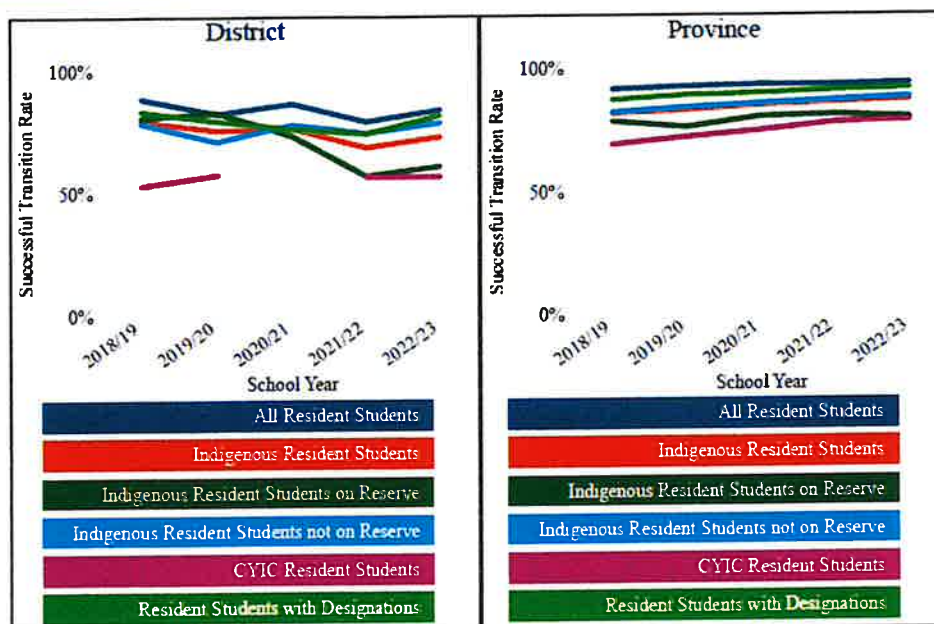 District
100%
50%
0%
Successful Transition Rate
2018/19
2019/20
2020/21
2021/22
2022/23
School Year
All Resident Students
Indigenous Resident Students
Indigenous Resident Students on Reserve
Indigenous Resident Students not on Reserve
CYIC Resident Students
Resident Students with Designations
Province
100%
50%
0%
Successful Transition Rate
2018/19
2019/20
2020/21
2021/22
2022/23
School Year
All Resident Students
Indigenous Resident Students
Indigenous Resident Students on Reserve
Indigenous Resident Students not on Reserve
CYIC Resident Students
Resident Students with Designations